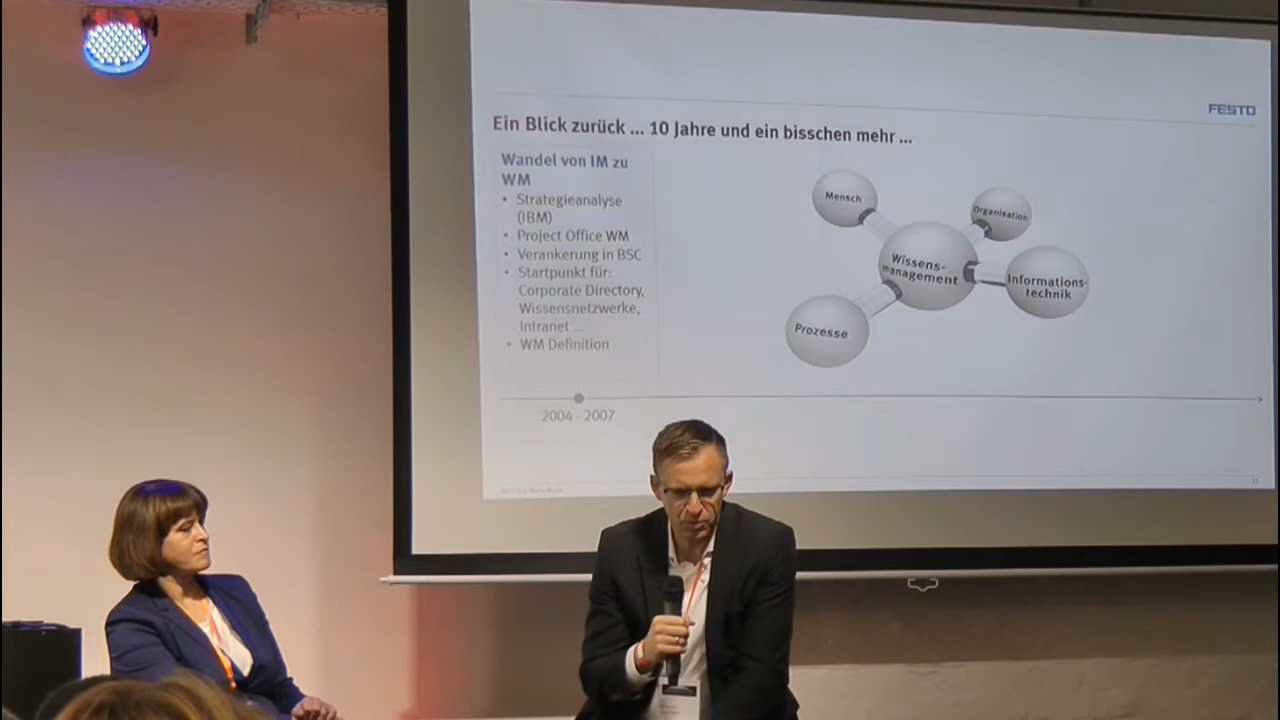 FESTO
Ein Blick zurück ... 10 Jahre und ein bisschen mehr ...
Wandel von IM zu
WM
• Strategieanalyse
(IBM)
• Project Office WM
• Verankerung in BSC
• Startpunkt für:
Corporate Directory,
Wissensnetzwerke,
Intranet ...
• WM Definition
Mensch
Organisation
Wissens-
management
Informations-
technik
Prozesse
2004 - 2007
11